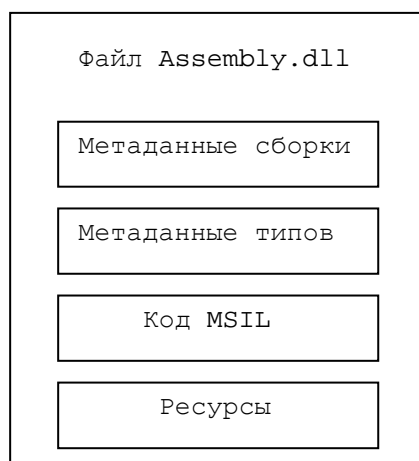 Файл Assembly.dll
Метаданные сборки
Метаданные типов
Код MSIL
Ресурсы